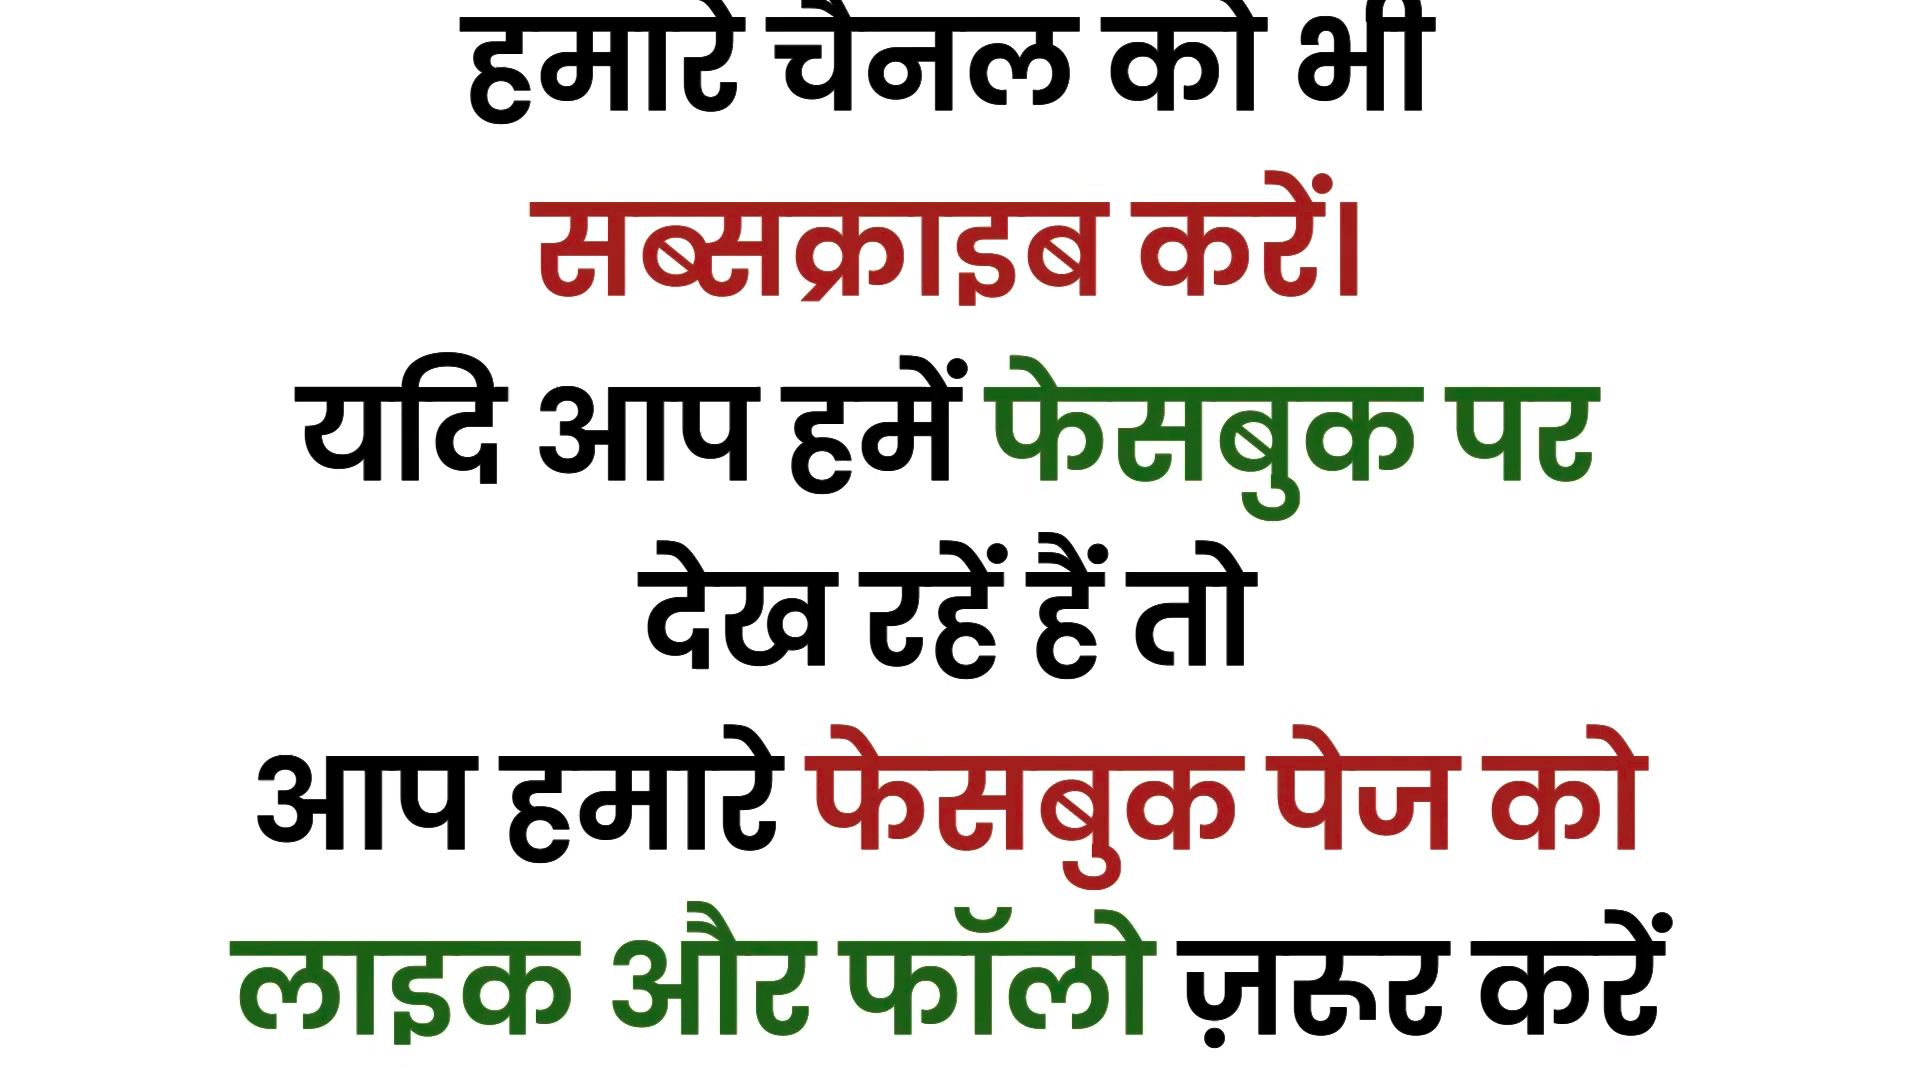 हमारे चैनल को भी
सब्सक्राइब करें।
यदि आप हमें फेसबुक पर
देख रहें हैं तो
आप हमारे फेसबुक पेज को
लाइक और फॉलो ज़रूर करें